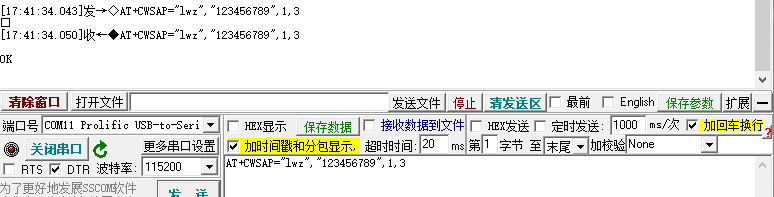 [17:41:34.043]发→◇AT+CWSAP="lwz","123456789",1,3
□
[17:41:34.050]收←◆AT+CWSAP="lwz","123456789",1,3
OK
清除窗口 打开文件 发送文件 停止 清发送区 最前 English 保存参数 扩展 —
端口号 COM11 Prolific USB-to-Seri HEX显示 保存数据 接收数据到文件 HEX发送 定时发送: 1000 ms/次 加回车换行
关闭串口 更多串口设置 加时间戳和分包显示, 超时时间: 20 ms 第1 字节 至 末尾 加校验 None ?
RTS DTR 波特率: 115200 AT+CWSAP="lwz","123456789",1,3
为了更好地发展SSCOM软件 发 送